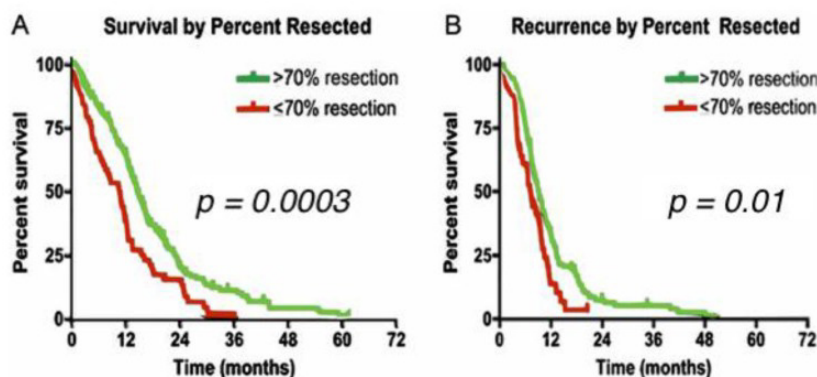 A
Survival by Percent Resected
Percent survival
100
75
50
25
0
>70% resection
≤70% resection
p = 0.0003
0 12 24 36 48 60 72
Time (months)
B
Recurrence by Percent Resected
Percent survival
100
75
50
25
0
>70% resection
≤70% resection
p = 0.01
0 12 24 36 48 60 72
Time (months)